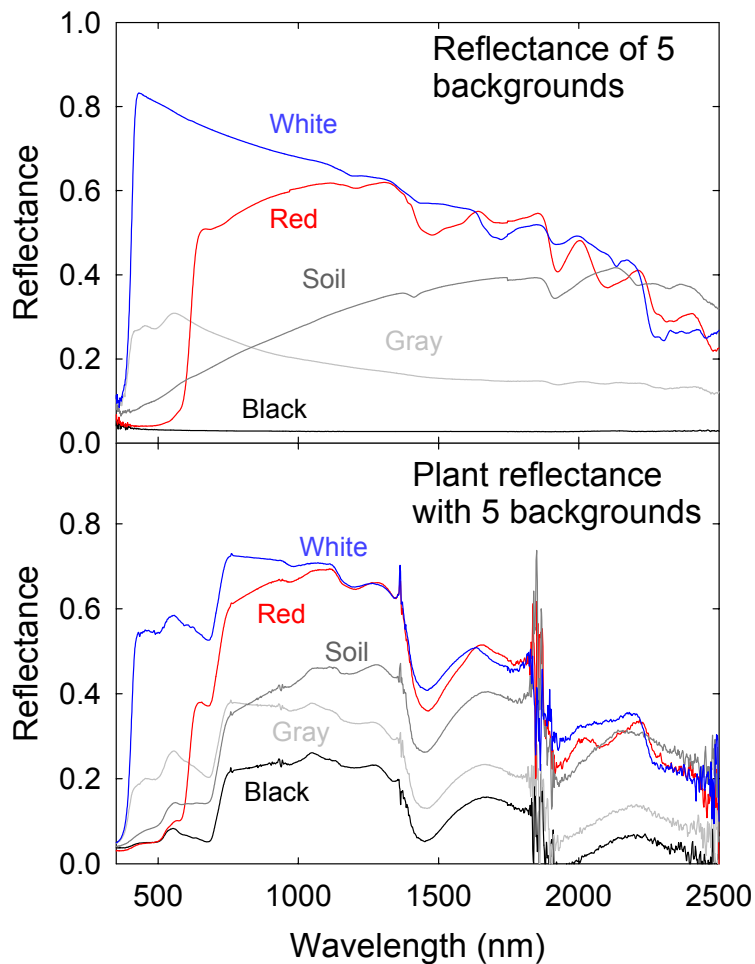 1.0
Reflectance of 5
backgrounds
0.8
White
0.6
Red
Reflectance
Soil
0.4
Gray
0.2
Black
0.0
Plant reflectance
with 5 backgrounds
0.8
White
0.6
Red
Reflectance
Soil
0.4
Gray
0.2
Black
0.0
500 1000 1500 2000 2500
Wavelength (nm)